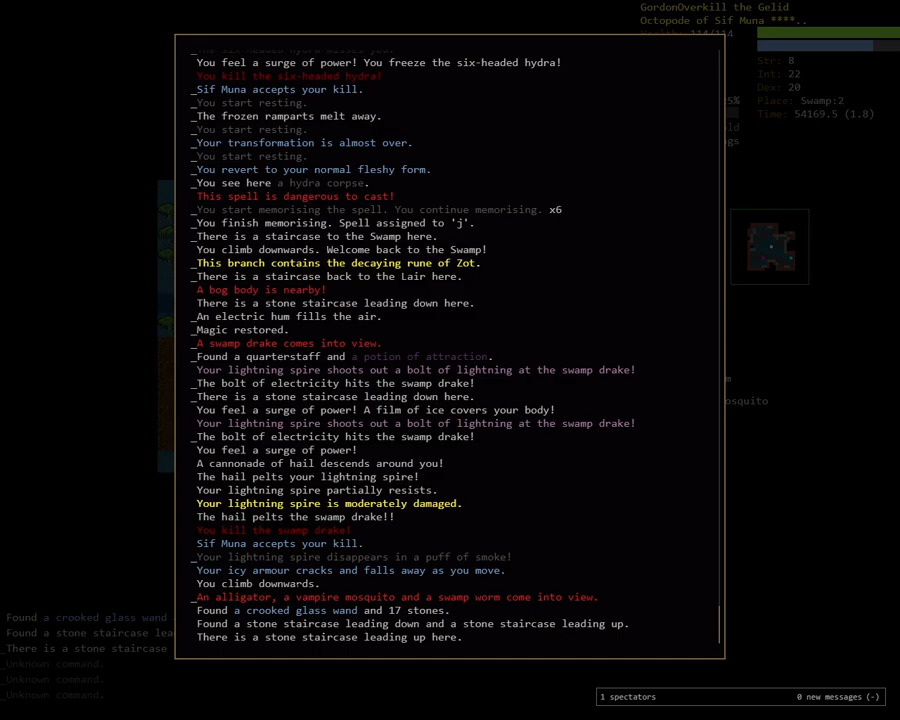 GordonOverkill the Gelid
Octopode of Sif Muna ****..
Health: 114/114
Str: 8
Int: 22
Dex: 20
Place: Swamp:2
Time: 54169.5 (1.8)
_The six-headed hydra misses you.
You feel a surge of power! You freeze the six-headed hydra!
You kill the six-headed hydra!
_Sif Muna accepts your kill.
_You start resting.
_The frozen ramparts melt away.
_You start resting.
_Your transformation is almost over.
_You start resting.
_You revert to your normal fleshy form.
_You see here a hydra corpse.
This spell is dangerous to cast!
_You start memorising the spell. You continue memorising. x6
_You finish memorising. Spell assigned to 'j'.
_There is a staircase to the Swamp here.
You climb downwards. Welcome back to the Swamp!
_This branch contains the decaying rune of Zot.
_There is a staircase back to the Lair here.
A bog body is nearby!
There is a stone staircase leading down here.
_An electric hum fills the air.
_Magic restored.
_A swamp drake comes into view.
_Found a quarterstaff and a potion of attraction.
Your lightning spire shoots out a bolt of lightning at the swamp drake!
_The bolt of electricity hits the swamp drake!
_There is a stone staircase leading down here.
You feel a surge of power! A film of ice covers your body!
Your lightning spire shoots out a bolt of lightning at the swamp drake!
_The bolt of electricity hits the swamp drake!
You feel a surge of power!
A cannonade of hail descends around you!
The hail pelts your lightning spire!
Your lightning spire partially resists.
Your lightning spire is moderately damaged.
The hail pelts the swamp drake!!
You kill the swamp drake!
Sif Muna accepts your kill.
_Your lightning spire disappears in a puff of smoke!
Your icy armour cracks and falls away as you move.
You climb downwards.
_An alligator, a vampire mosquito and a swamp worm come into view.
Found a crooked glass wand and 17 stones.
Found a stone staircase leading down and a stone staircase leading up.
There is a stone staircase leading up here.
5%
ld
gs
m
osquito
Found a crooked glass wand
Found a stone staircase lea
_There is a stone staircase
_Unknown command.
_Unknown command.
_Unknown command.
1 spectators
0 new messages (-)